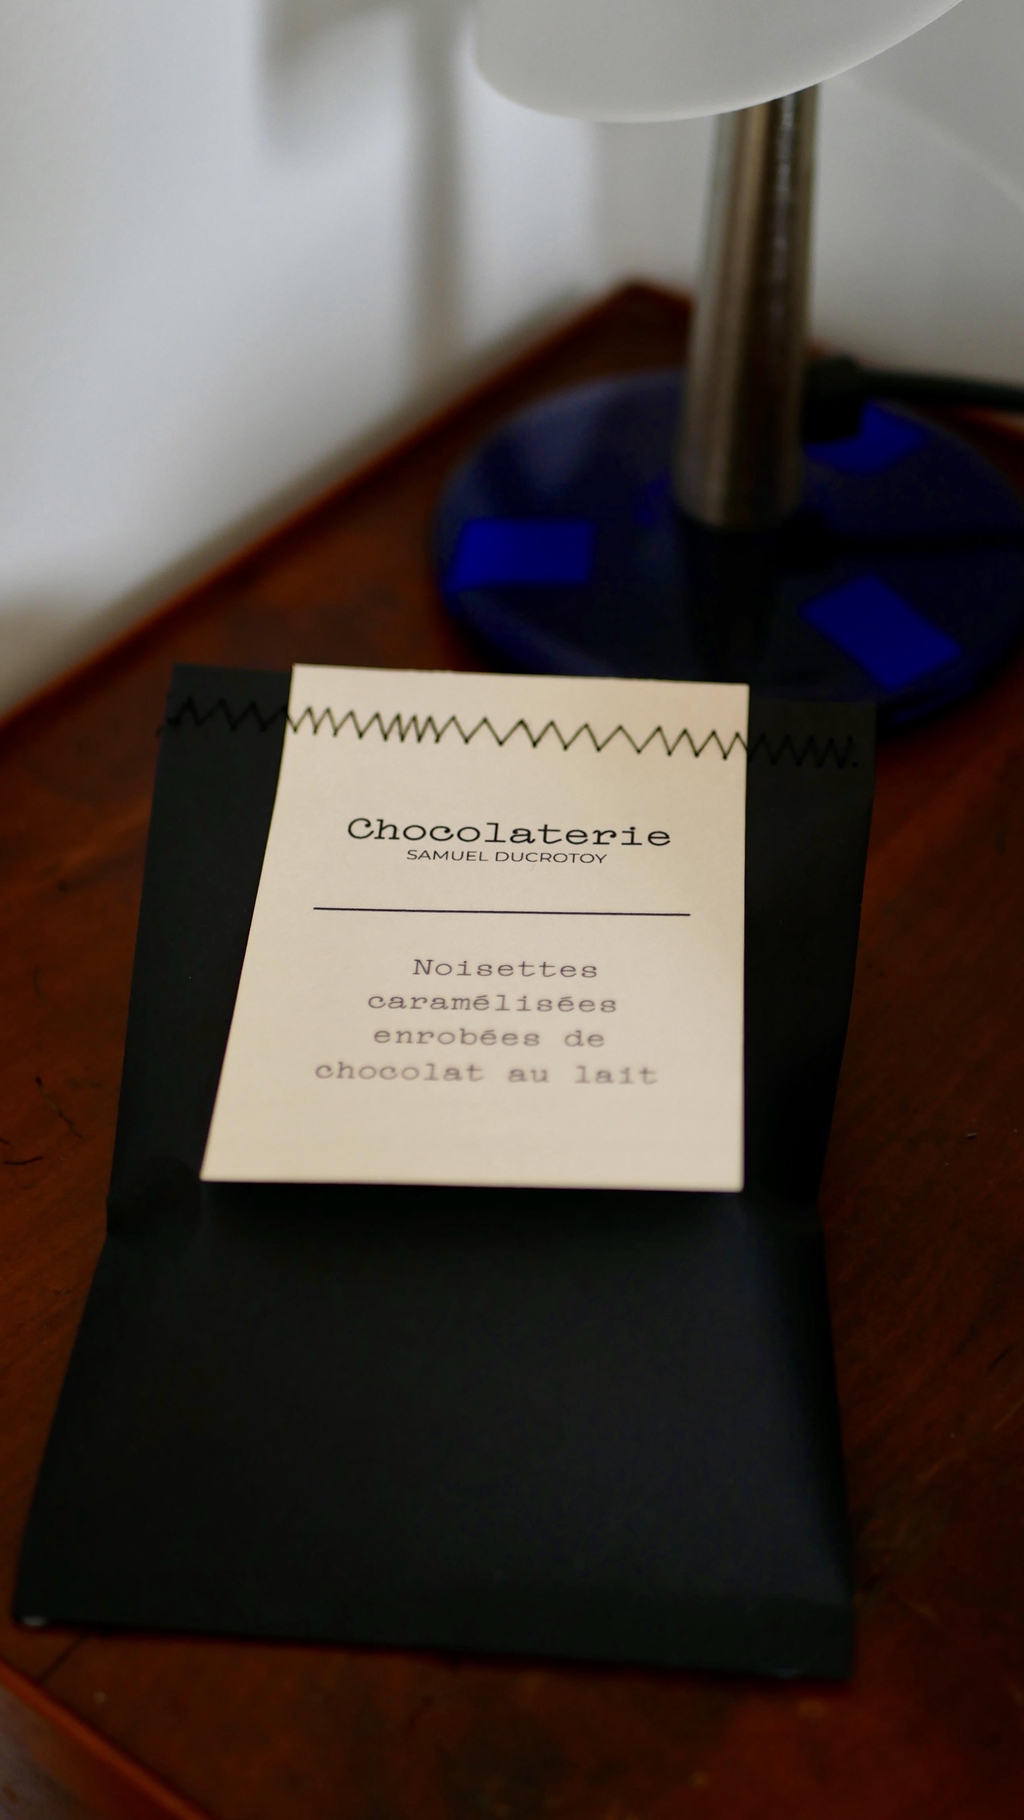 Chocolaterie
SAMUEL DUCROTOY
Noisettes
caramélisées
enrobées de
chocolat au lait